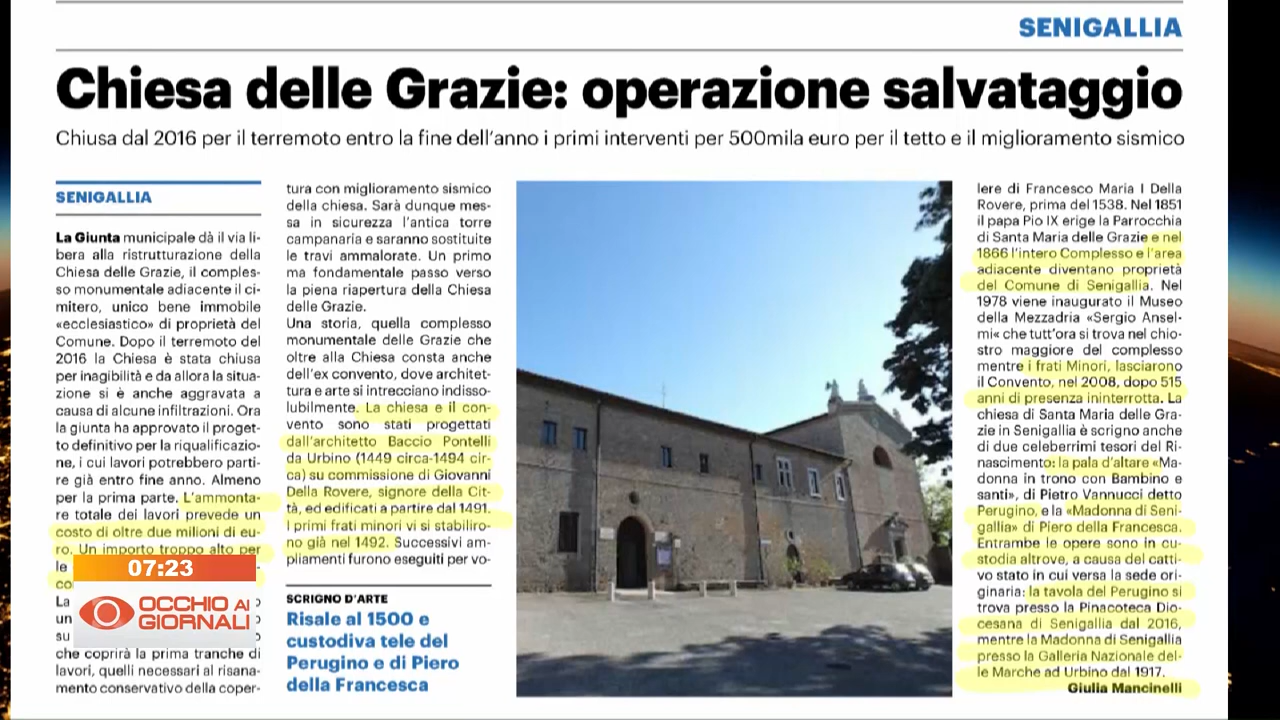 SENIGALLIA
Chiesa delle Grazie: operazione salvataggio
Chiusa dal 2016 per il terremoto entro la fine dell'anno i primi interventi per 500mila euro per il tetto e il miglioramento sismico
SENIGALLIA
La Giunta municipale dà il via li-
bera alla ristrutturazione della
Chiesa delle Grazie, il comples-
so monumentale adiacente il ci-
mitero, unico bene immobile
«ecclesiastico» di proprietà del
Comune. Dopo il terremoto del
2016 la Chiesa è stata chiusa
per inagibilità e da allora la situa-
zione si è anche aggravata a
causa di alcune infiltrazioni. Ora
la giunta ha approvato il proget-
to definitivo per la riqualificazio-
ne, i cui lavori potrebbero parti-
re già entro fine anno. Almeno
per la prima parte. L'ammonta-
re totale dei lavori prevede un
costo di oltre due milioni di eu-
ro. Un importo troppo alto per
le
co
La
un
su
che coprirà la prima tranche di
lavori, quelli necessari al risana-
mento conservativo della coper-
07:23
OCCHIO AI
GIORNALI
tura con miglioramento sismico
della chiesa. Sarà dunque mes-
sa in sicurezza l'antica torre
campanaria e saranno sostituite
le travi ammalorate. Un primo
ma fondamentale passo verso
la piena riapertura della Chiesa
delle Grazie.
Una storia, quella complesso
monumentale delle Grazie che
oltre alla Chiesa consta anche
dell'ex convento, dove architet-
tura e arte si intrecciano indisso-
lubilmente. La chiesa e il con-
vento sono stati progettati
dall'architetto Baccio Pontelli
da Urbino (1449 circa-1494 cir-
ca) su commissione di Giovanni
Della Rovere, signore della Cit-
tà, ed edificati a partire dal 1491.
I primi frati minori vi si stabiliro-
no già nel 1492. Successivi am-
pliamenti furono eseguiti per vo-
SCRIGNO D'ARTE
Risale al 1500 e
custodiva tele del
Perugino e di Piero
della Francesca
lere di Francesco Maria I Della
Rovere, prima del 1538. Nel 1851
il papa Pio IX erige la Parrocchia
di Santa Maria delle Grazie e nel
1866 l'intero Complesso e l'area
adiacente diventano proprietà
del Comune di Senigallia. Nel
1978 viene inaugurato il Museo
della Mezzadria «Sergio Ansel-
mi« che tutt'ora si trova nel chio-
stro maggiore del complesso
mentre i frati Minori, lasciarono
il Convento, nel 2008, dopo 515
anni di presenza ininterrotta. La
chiesa di Santa Maria delle Gra-
zie in Senigallia è scrigno anche
di due celeberrimi tesori del Ri-
nascimento: la pala d'altare «Ma-
donna in trono con Bambino e
santi», di Pietro Vannucci detto
Perugino, e la «Madonna di Seni-
gallia» di Piero della Francesca.
Entrambe le opere sono in cu-
stodia altrove, a causa del catti-
vo stato in cui versa la sede ori-
ginaria: la tavola del Perugino si
trova presso la Pinacoteca Dio-
cesana di Senigallia dal 2016,
mentre la Madonna di Senigallia
presso la Galleria Nazionale del-
le Marche ad Urbino dal 1917.
Giulia Mancinelli